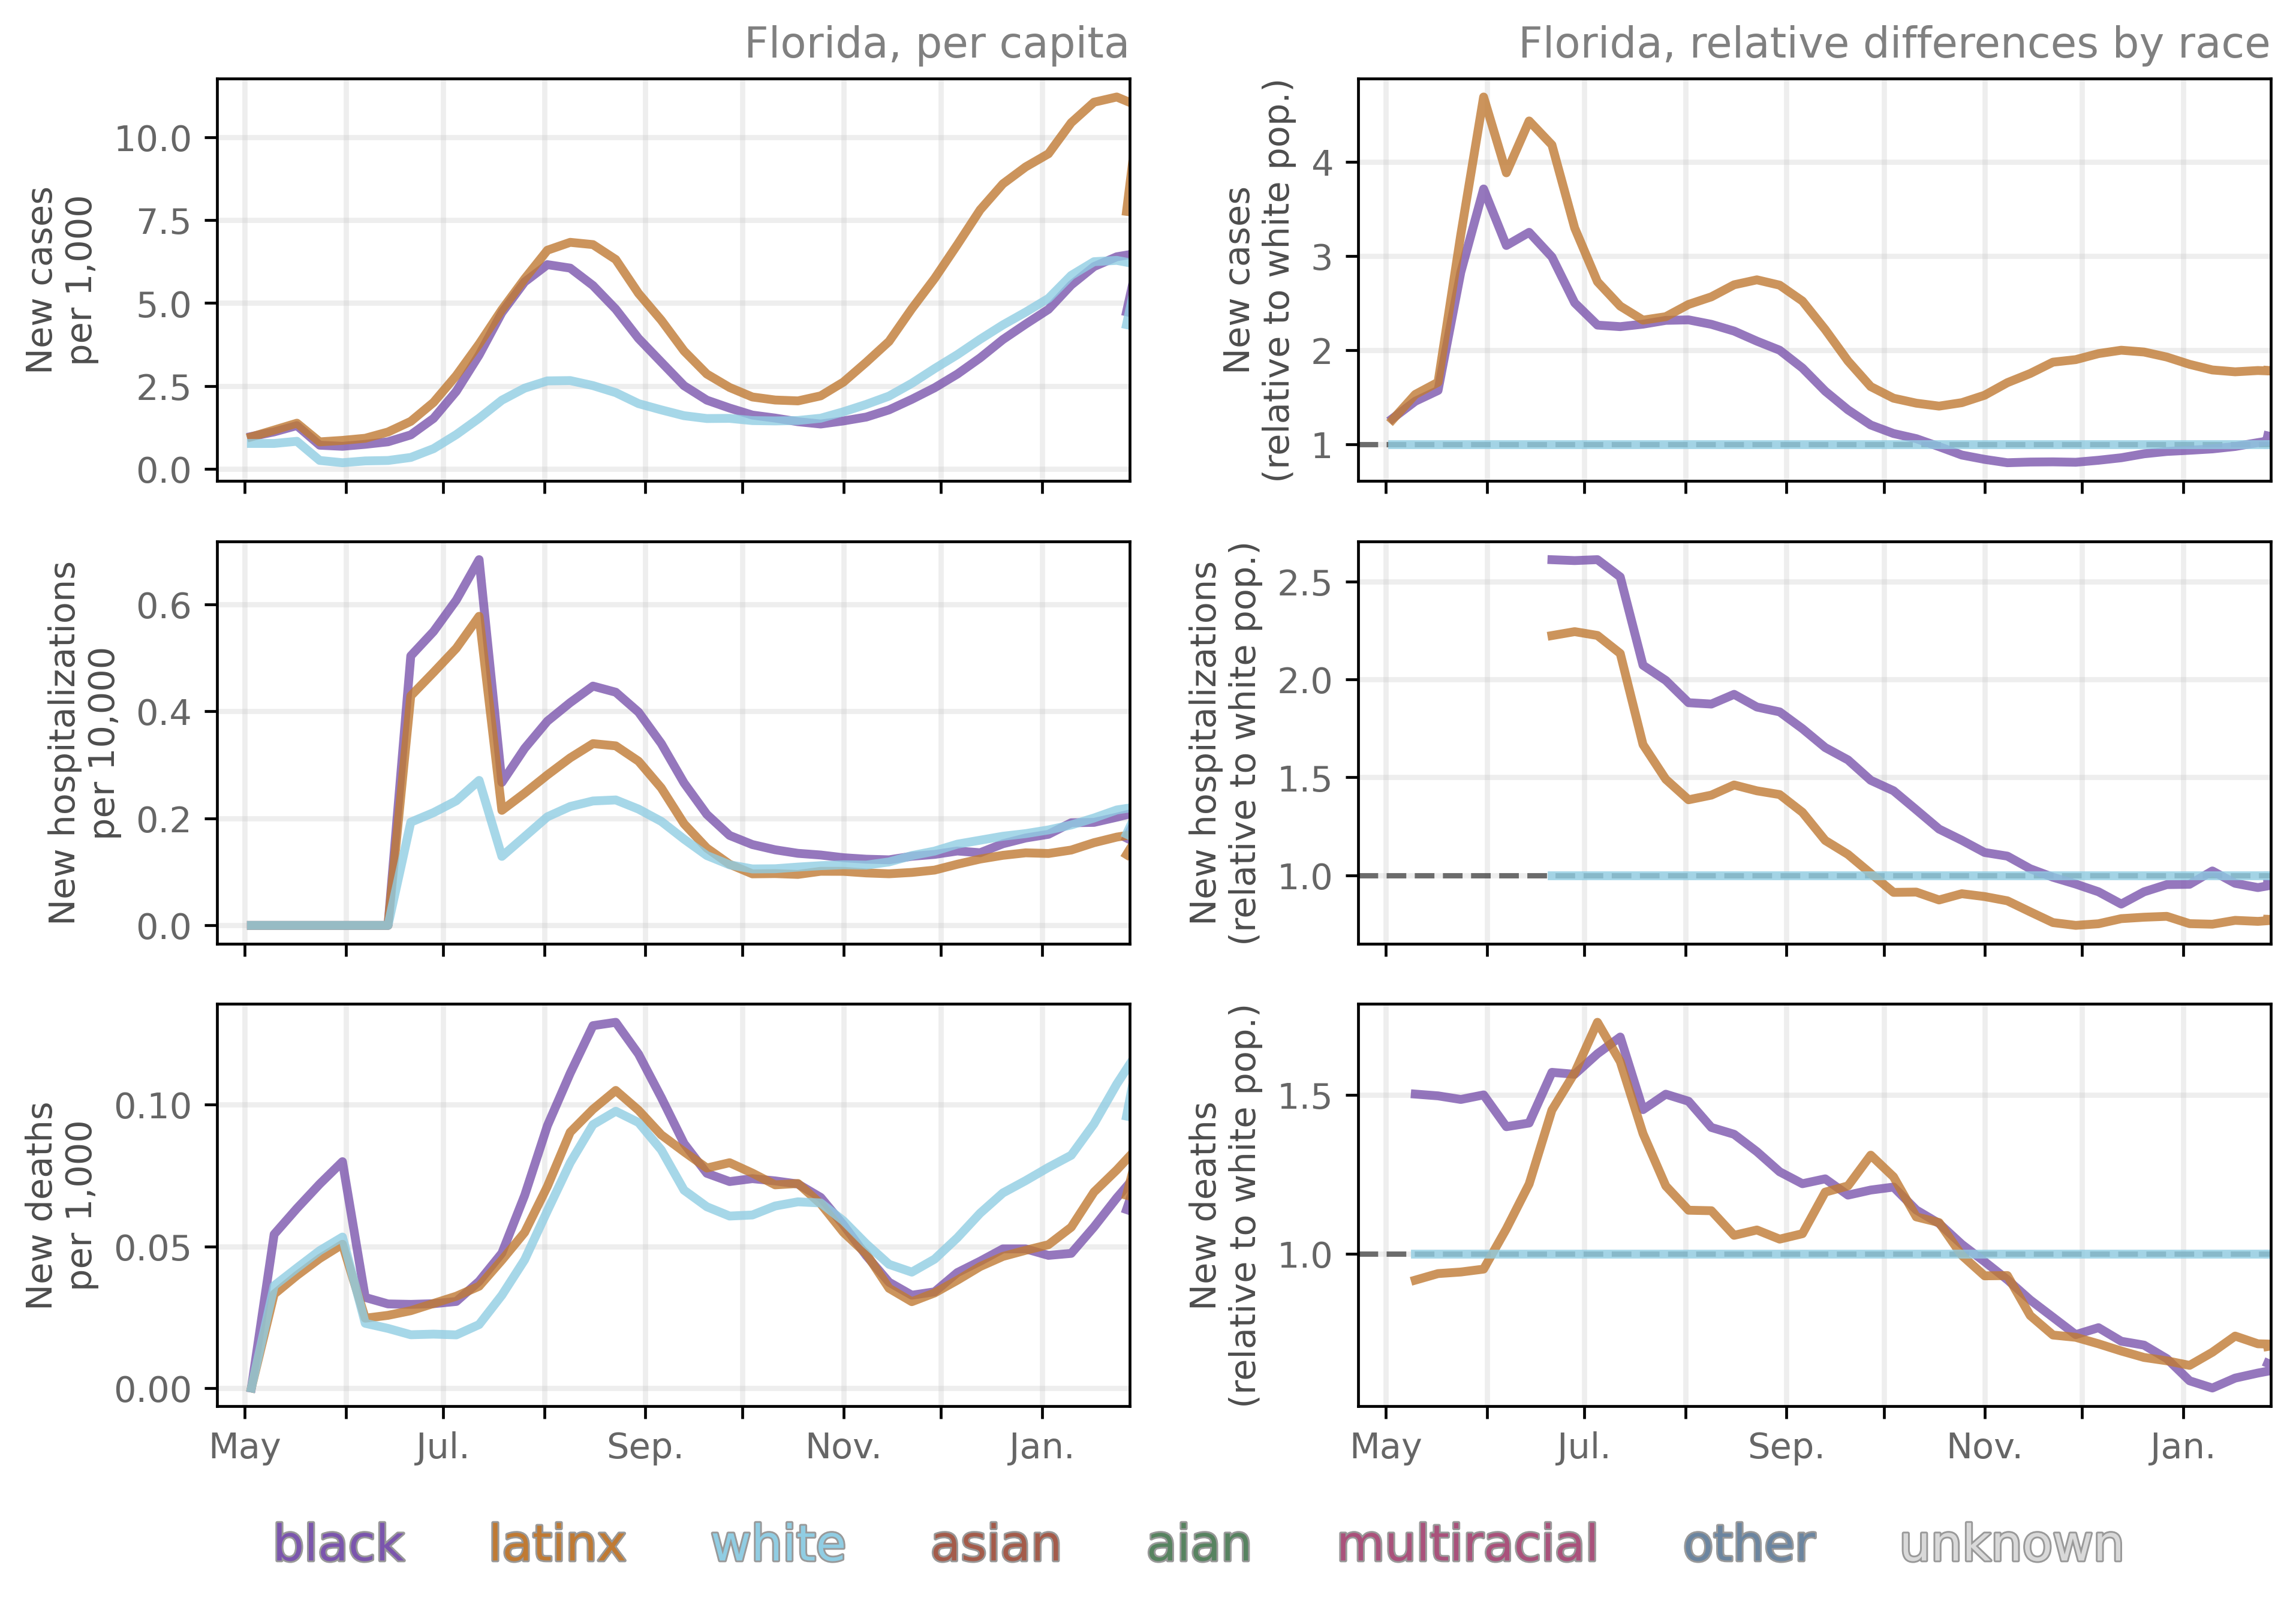 Florida, per capita
Florida, relative differences by race
New cases
per 1,000
10.0
7.5
5.0
2.5
0.0
New cases
(relative to white pop.)
4
3
2
1
New hospitalizations
per 10,000
0.6
0.4
0.2
0.0
New hospitalizations
(relative to white pop.)
2.5
2.0
1.5
1.0
New deaths
per 1,000
0.10
0.05
0.00
New deaths
(relative to white pop.)
1.5
1.0
May Jul. Sep. Nov. Jan.
May Jul. Sep. Nov. Jan.
black latinx white asian aian multiracial other unknown